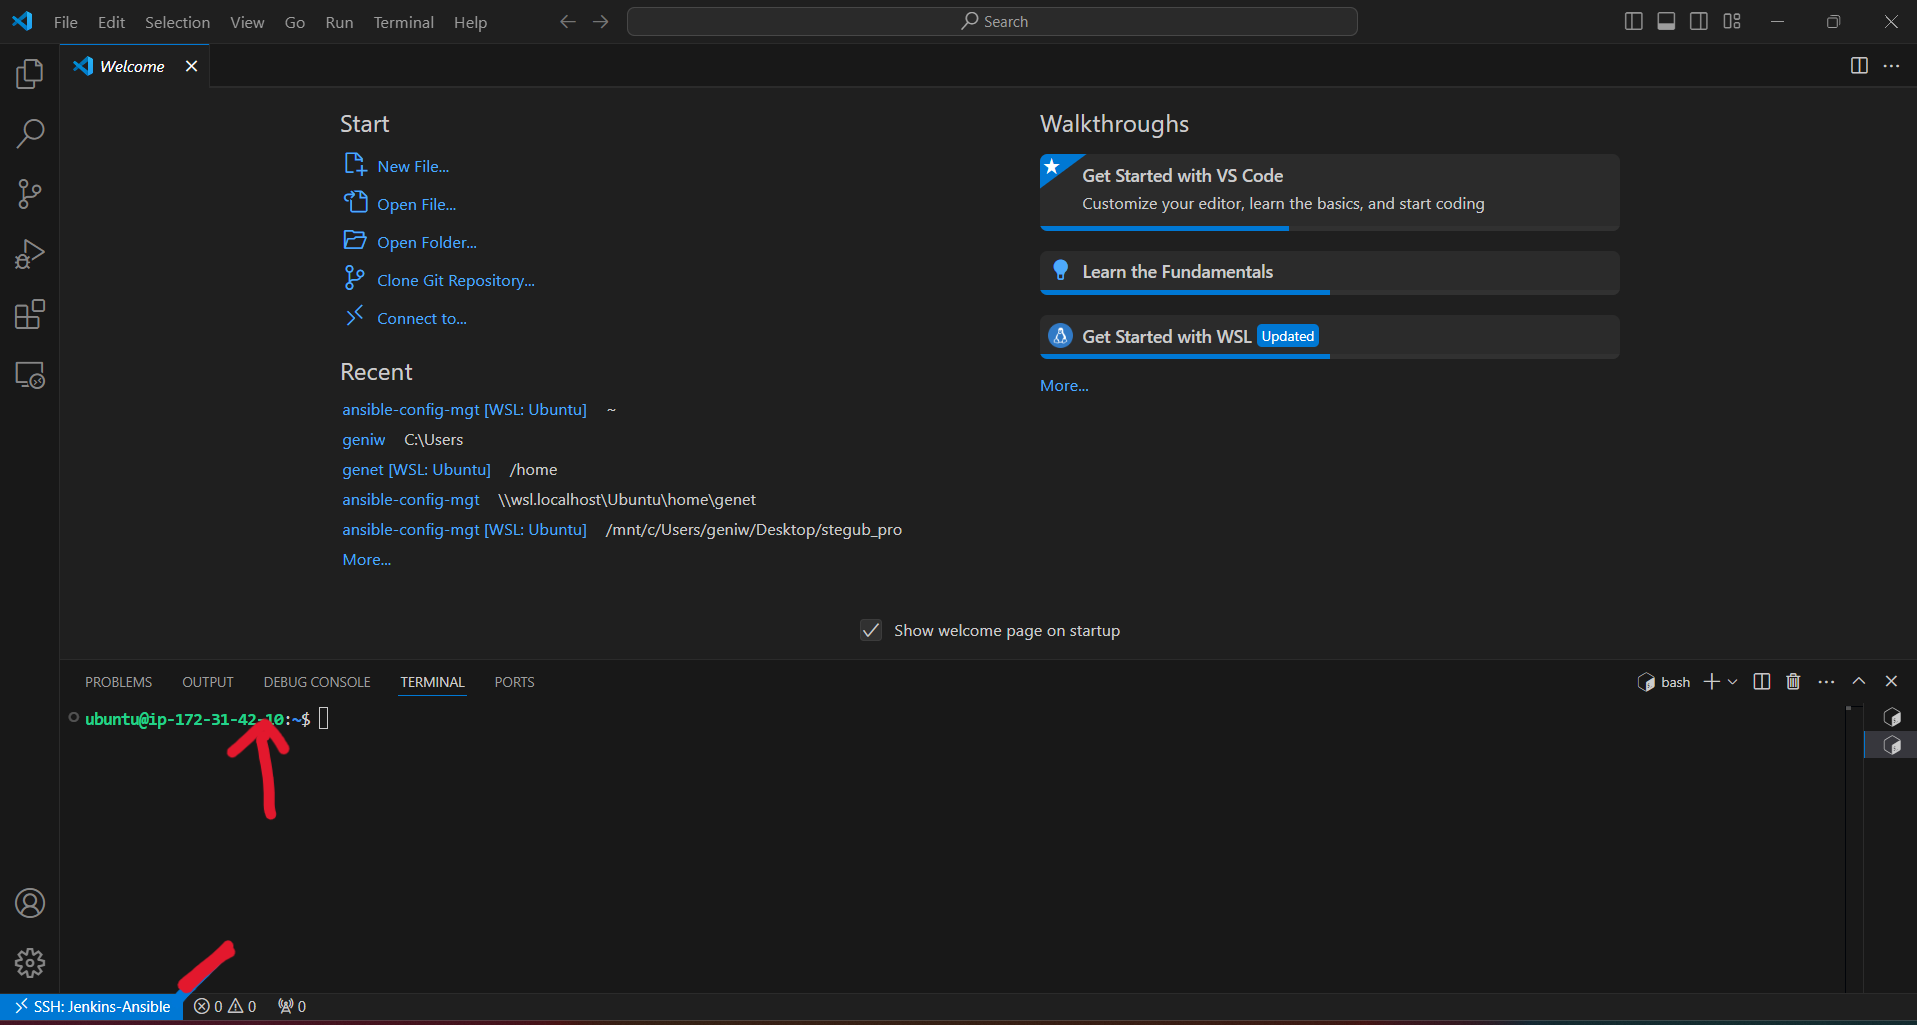 File Edit Selection View Go Run Terminal Help
Search
Welcome
Start
New File...
Open File...
Open Folder...
Clone Git Repository...
Connect to...
Recent
ansible-config-mgt [WSL: Ubuntu] ~
geniw C:\Users
genet [WSL: Ubuntu] /home
ansible-config-mgt \\wsl.localhost\Ubuntu\home\genet
ansible-config-mgt [WSL: Ubuntu] /mnt/c/Users/geniw/Desktop/stegub_pro
More...
Walkthroughs
Get Started with VS Code
Customize your editor, learn the basics, and start coding
Learn the Fundamentals
Get Started with WSL Updated
More...
Show welcome page on startup
PROBLEMS OUTPUT DEBUG CONSOLE TERMINAL PORTS
bash
ubuntu@ip-172-31-42-10:~$
SSH: Jenkins-Ansible 0 0 0